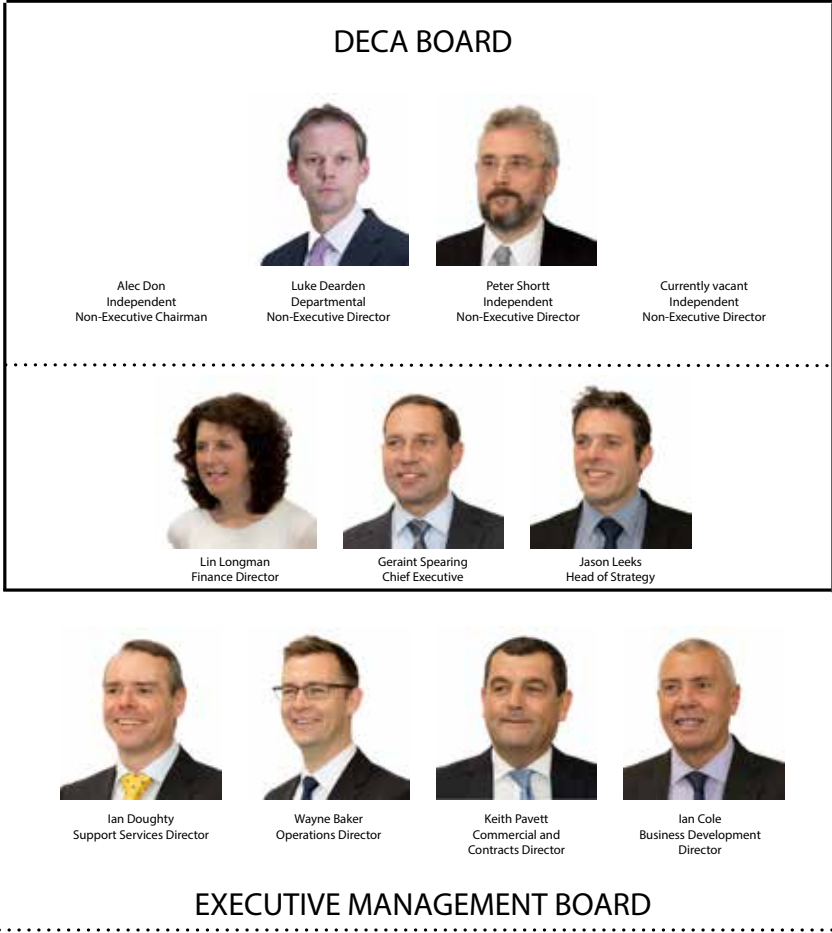 DECA BOARD
Alec Don
Independent
Non-Executive Chairman
Luke Dearden
Departmental
Non-Executive Director
Peter Shortt
Independent
Non-Executive Director
Currently vacant
Independent
Non-Executive Director
Lin Longman
Finance Director
Geraint Spearing
Chief Executive
Jason Leeks
Head of Strategy
Ian Doughty
Support Services Director
Wayne Baker
Operations Director
Keith Pavett
Commercial and
Contracts Director
Ian Cole
Business Development
Director
EXECUTIVE MANAGEMENT BOARD